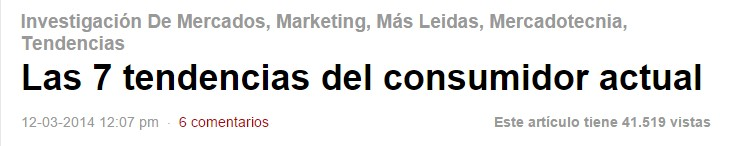 Investigación De Mercados, Marketing, Más Leidas, Mercadotecnia,
Tendencias
Las 7 tendencias del consumidor actual
12-03-2014 12:07 pm · 6 comentarios Este artículo tiene 41.519 vistas